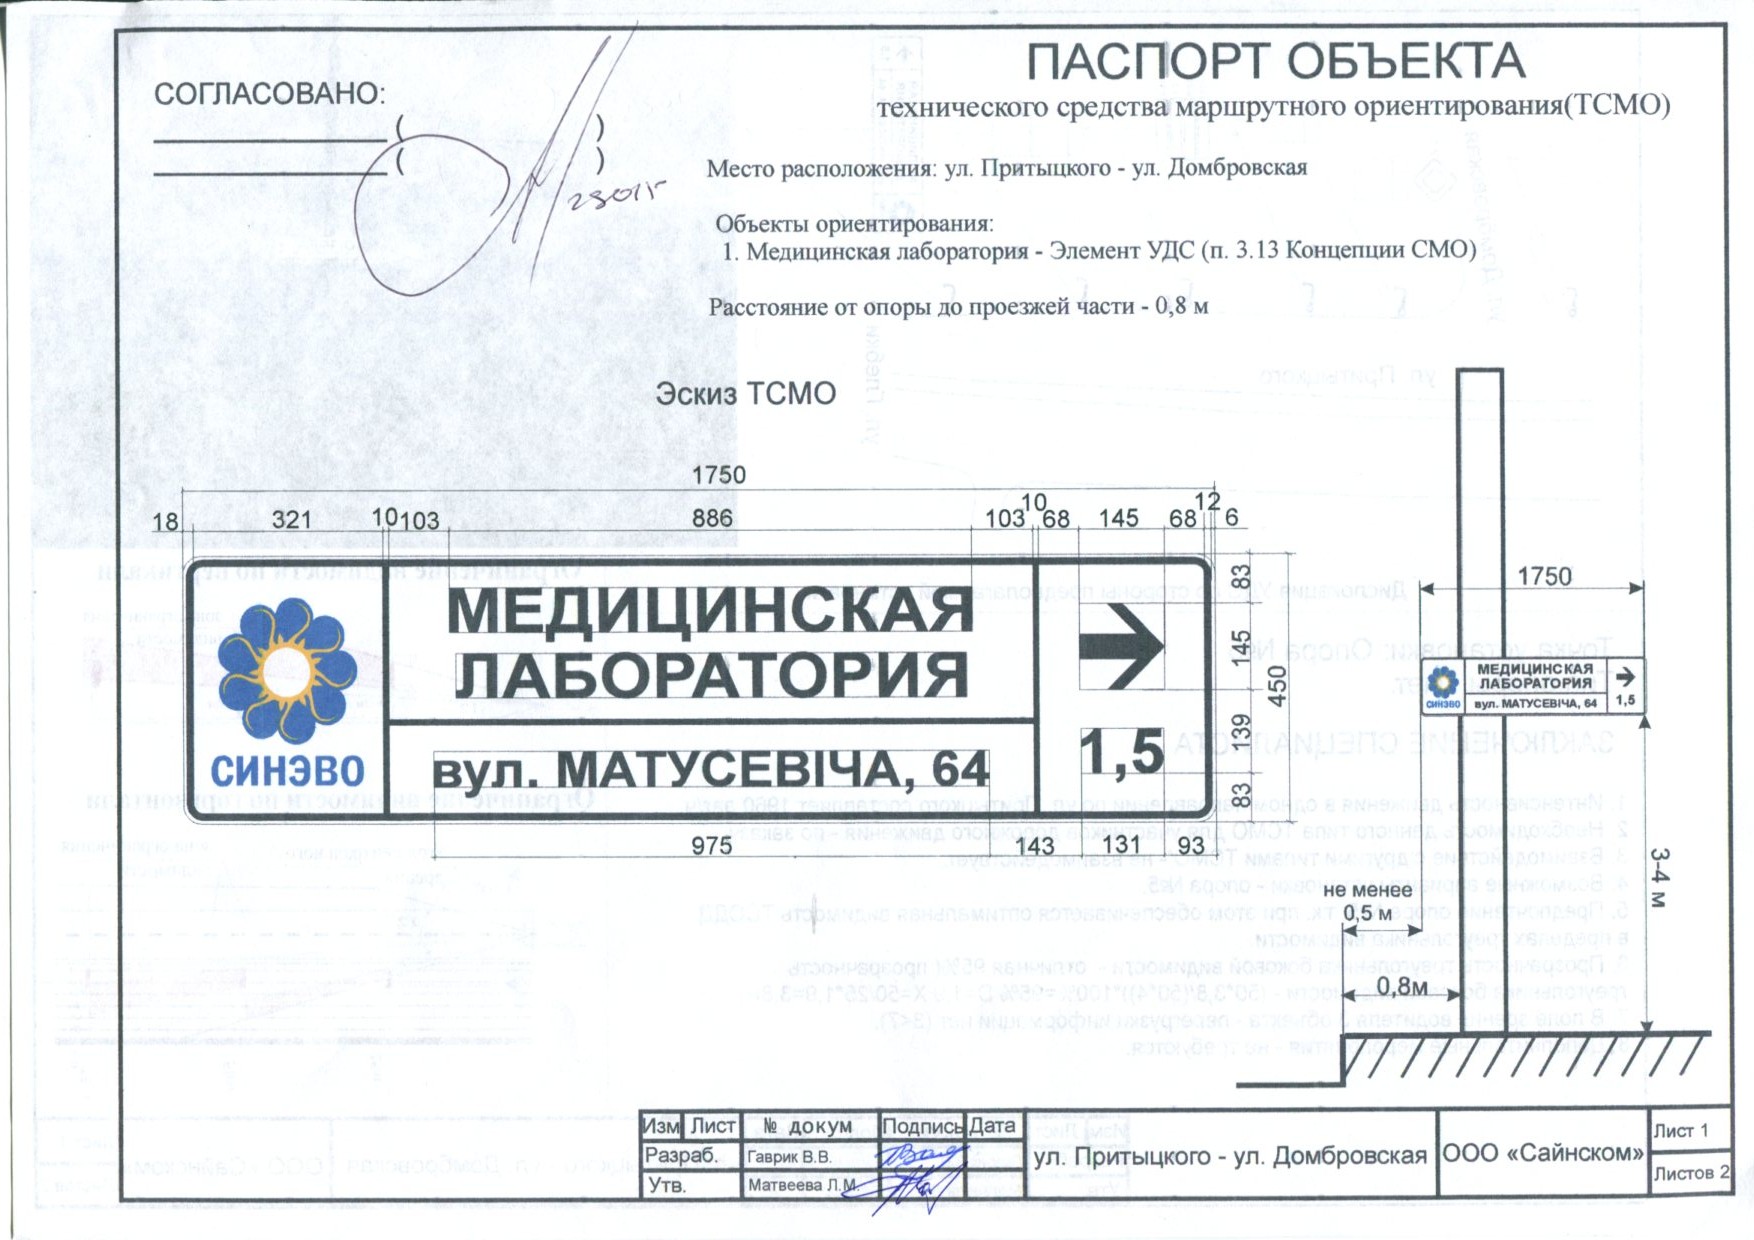 СОГЛАСОВАНО:
ПАСПОРТ ОБЪЕКТА
технического средства маршрутного ориентирования(ТСМО)
Место расположения: ул. Притыцкого - ул. Домбровская
Объекты ориентирования:
1. Медицинская лаборатория - Элемент УДС (п. 3.13 Концепции СМО)
Расстояние от опоры до проезжей части - 0,8 м
Эскиз ТСМО
1750
18 321 10 103 886 103 10 68 145 68 12 6
МЕДИЦИНСКАЯ
ЛАБОРАТОРИЯ
СИНЭВО
вул. МАТУСЕВІЧА, 64
1,5
83
145
139
83
450
975 143 131 93
1750
МЕДИЦИНСКАЯ
ЛАБОРАТОРИЯ
СИНЭВО
вул. МАТУСЕВІЧА, 64
1,5
3-4 м
не менее
0,5 м
0,8м
Изм Лист № докум Подпись Дата
Разраб. Гаврик В.В.
Утв. Матвеева Л.М.
ул. Притыцкого - ул. Домбровская
ООО «Сайнском»
Лист 1
Листов 2